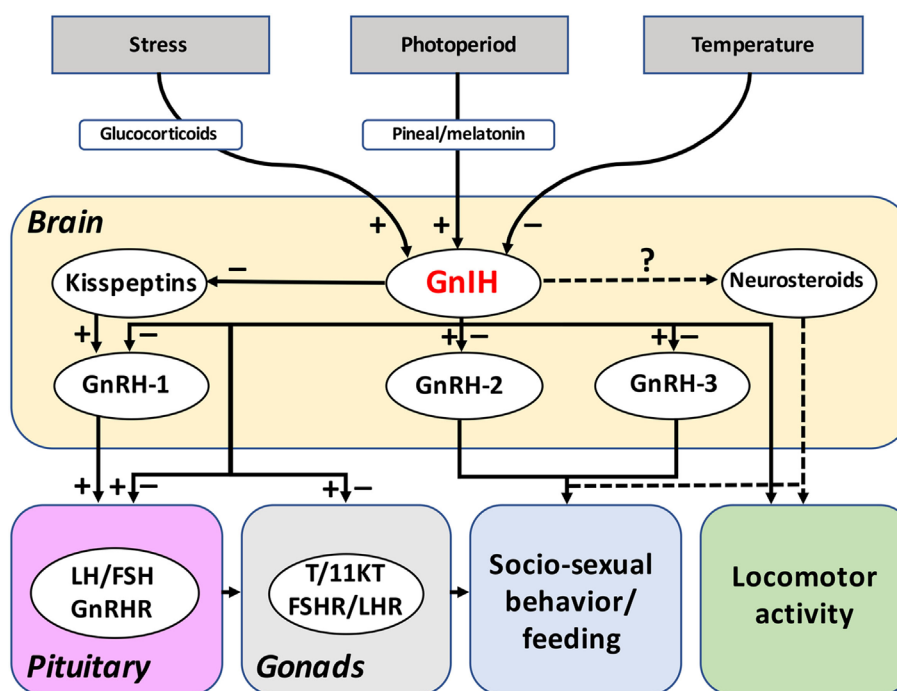 Stress
Photoperiod
Temperature
Glucocorticoids
Pineal/melatonin
Brain
+
+
−
Kisspeptins
−
GnIH
?
Neurosteroids
+
−
+ −
+ −
GnRH-1
GnRH-2
GnRH-3
+
+ −
+ −
LH/FSH
GnRHR
Pituitary
T/11KT
FSHR/LHR
Gonads
Socio-sexual
behavior/
feeding
Locomotor
activity